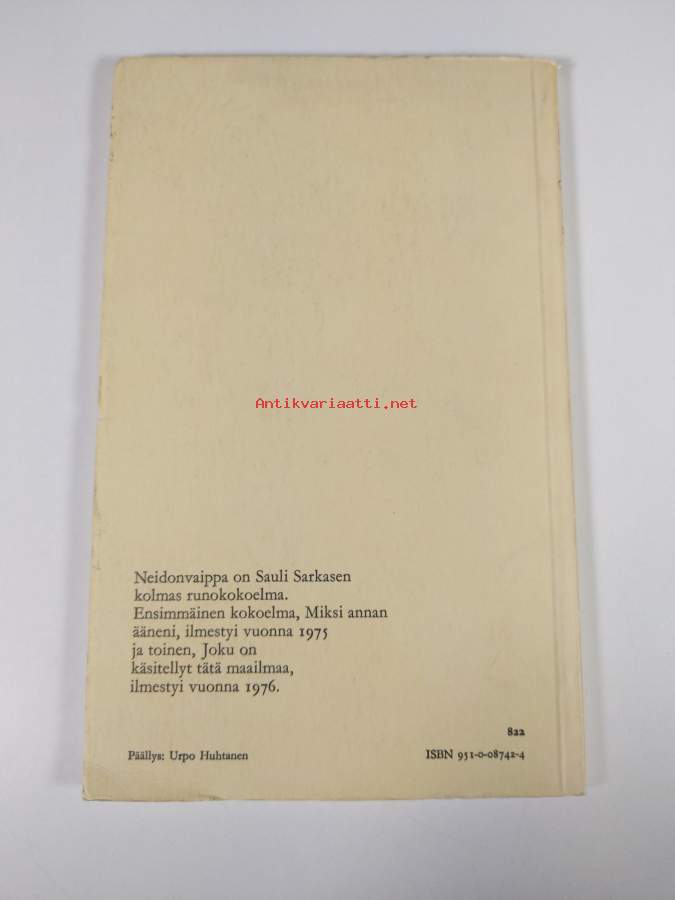 Antikvariaatti.net
Neidonvaippa on Sauli Sarkasen
kolmas runokokoelma.
Ensimmäinen kokoelma, Miksi annan
ääneni, ilmestyi vuonna 1975
ja toinen, Joku on
käsitellyt tätä maailmaa,
ilmestyi vuonna 1976.
822
Päällys: Urpo Huhtanen ISBN 951-0-08742-4